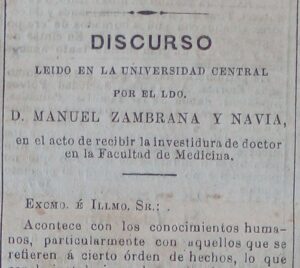 DISCURSO
LEIDO EN LA UNIVERSIDAD CENTRAL
POR EL LDO.
D. MANUEL ZAMBRANA Y NAVIA,
en el acto de recibir la investidura de doctor
en la Facultad de Medicina.
EXCMO. É ILLMO. SR.: .
Acontece con los conocimientos huma-
nos, particularmente con aquellos que se
refieren á cierto órden de hechos, lo que